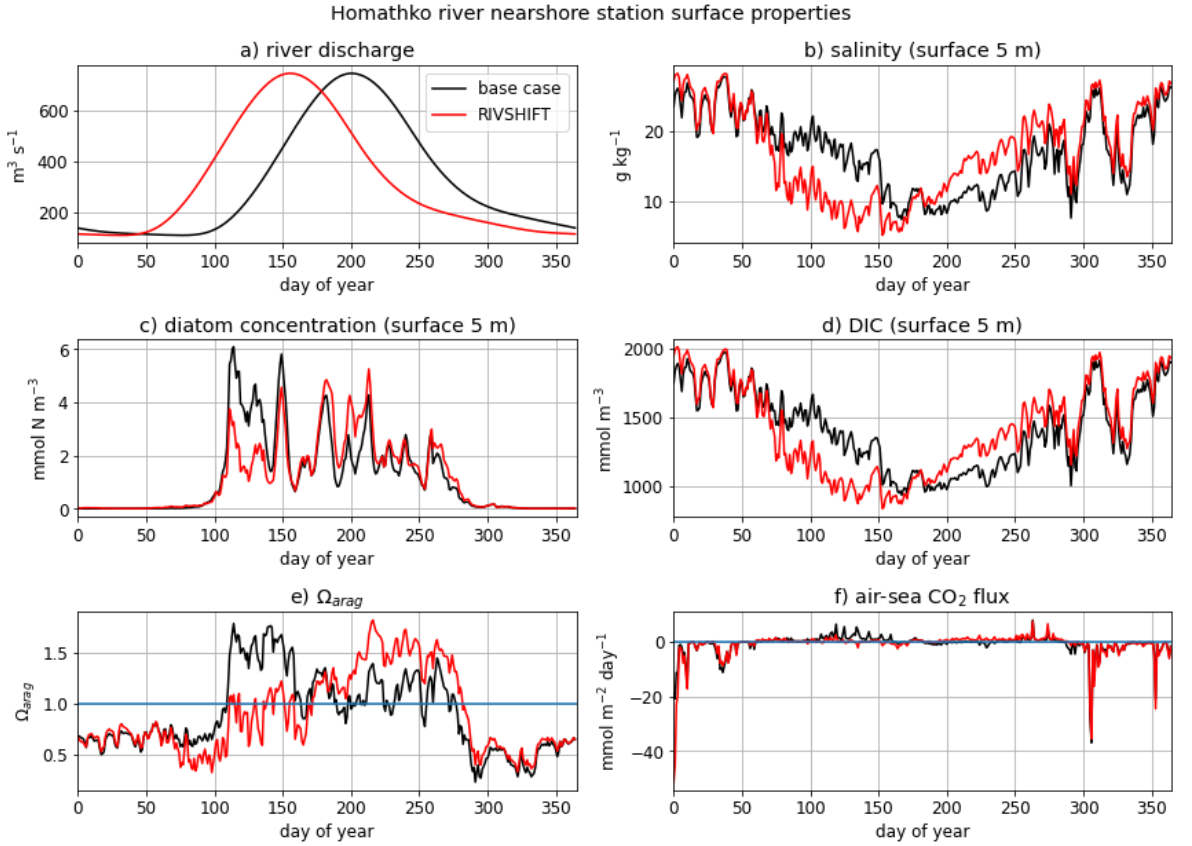 Homathko river nearshore station surface properties
a) river discharge
m³ s⁻¹
600
400
200
base case
RIVSHIFT
0 50 100 150 200 250 300 350
day of year
b) salinity (surface 5 m)
g kg⁻¹
20
10
0 50 100 150 200 250 300 350
day of year
c) diatom concentration (surface 5 m)
mmol N m⁻³
6
4
2
0
0 50 100 150 200 250 300 350
day of year
d) DIC (surface 5 m)
mmol m⁻³
2000
1500
1000
0 50 100 150 200 250 300 350
day of year
e) Ωarag
Ωarag
1.5
1.0
0.5
0 50 100 150 200 250 300 350
day of year
f) air-sea CO₂ flux
mmol m⁻² day⁻¹
0
−20
−40
0 50 100 150 200 250 300 350
day of year